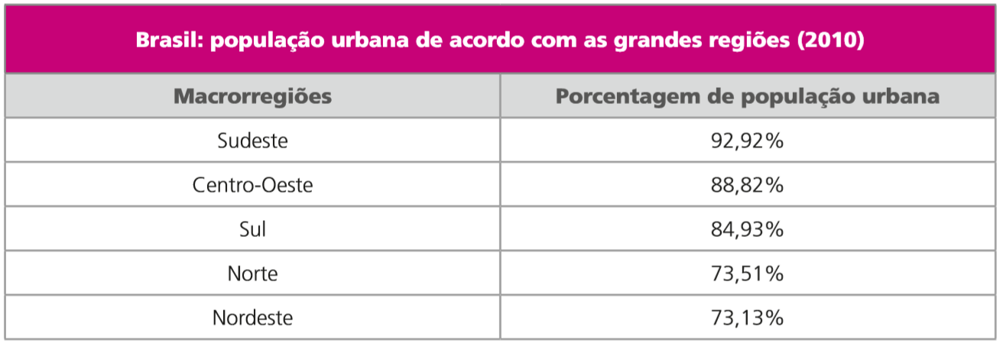 Brasil: população urbana de acordo com as grandes regiões (2010)
Macrorregiões Porcentagem de população urbana
Sudeste 92,92%
Centro-Oeste 88,82%
Sul 84,93%
Norte 73,51%
Nordeste 73,13%